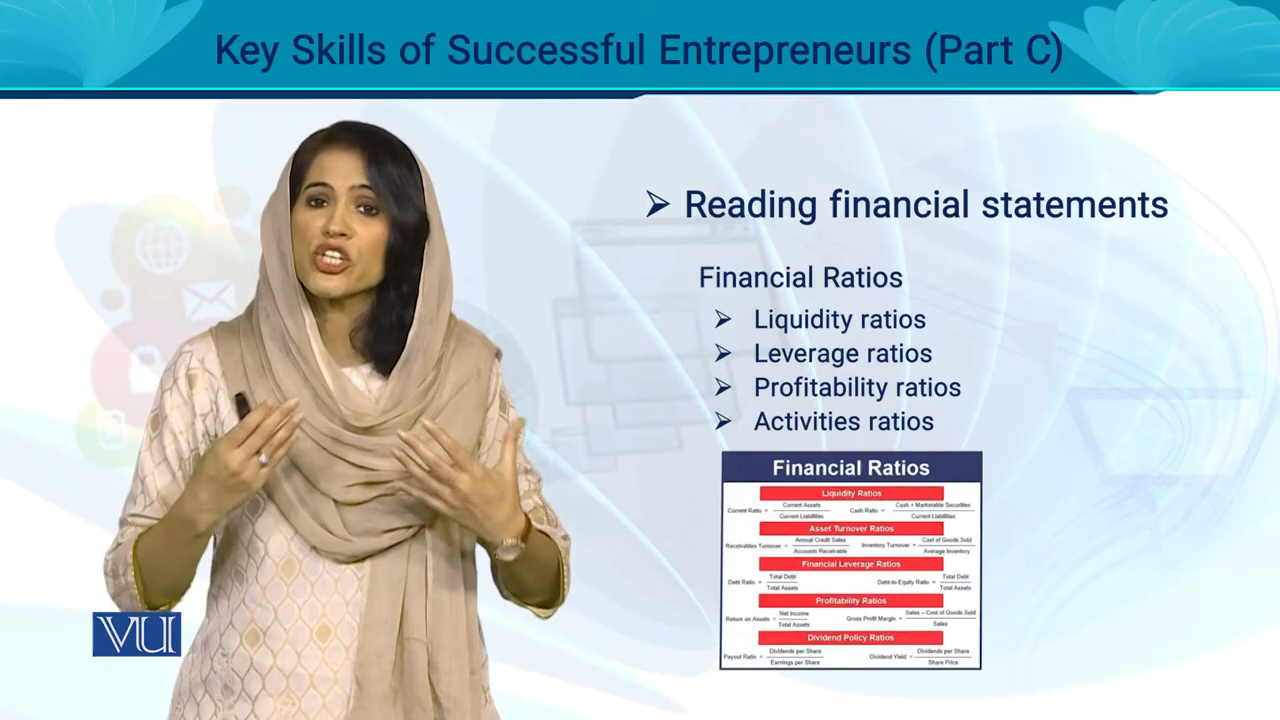 Key Skills of Successful Entrepreneurs (Part C)
➢ Reading financial statements
Financial Ratios
➢ Liquidity ratios
➢ Leverage ratios
➢ Profitability ratios
➢ Activities ratios
Financial Ratios
Liquidity Ratios
Current Ratio = Current Assets / Current Liabilities Cash Ratio = Cash + Marketable Securities / Current Liabilities
Asset Turnover Ratios
Receivables Turnover = Annual Credit Sales / Accounts Receivable Inventory Turnover = Cost of Goods Sold / Average Inventory
Financial Leverage Ratios
Debt Ratio = Total Debt / Total Assets Debt-to-Equity Ratio = Total Debt / Total Assets
Profitability Ratios
Return on Assets = Net Income / Total Assets Gross Profit Margin = Sales – Cost of Goods Sold / Sales
Dividend Policy Ratios
Payout Ratio = Dividends per Share / Earnings per Share Dividend Yield = Dividends per Share / Share Price
VU